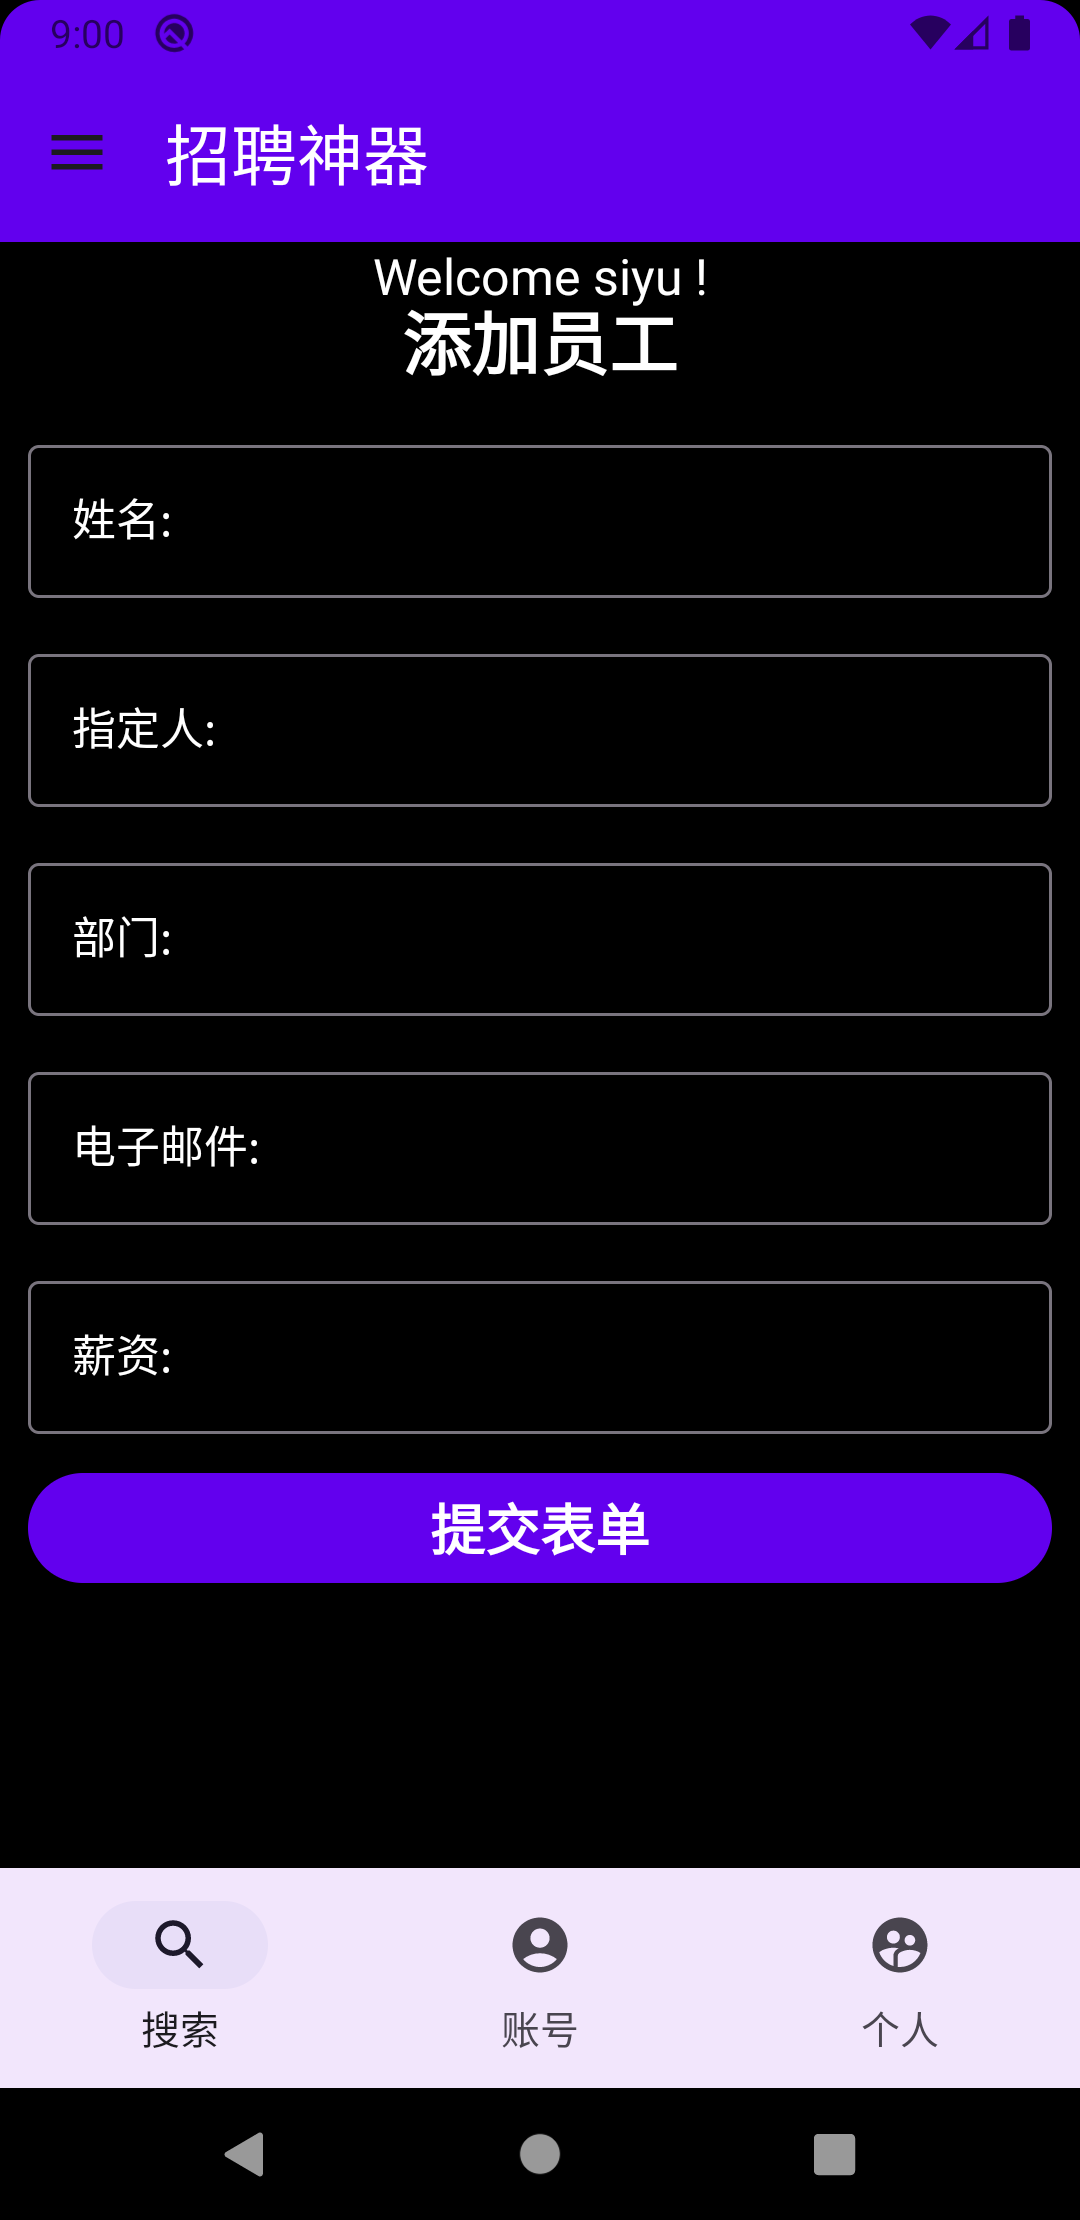 9:00
招聘神器
Welcome siyu !
添加员工
姓名:
指定人:
部门:
电子邮件:
薪资:
提交表单
搜索
账号
个人